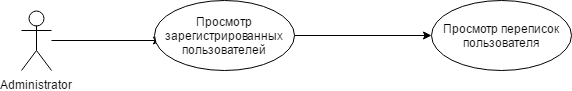 Просмотр
зарегистрированных
пользователей
Просмотр переписок
пользователя
Administrator